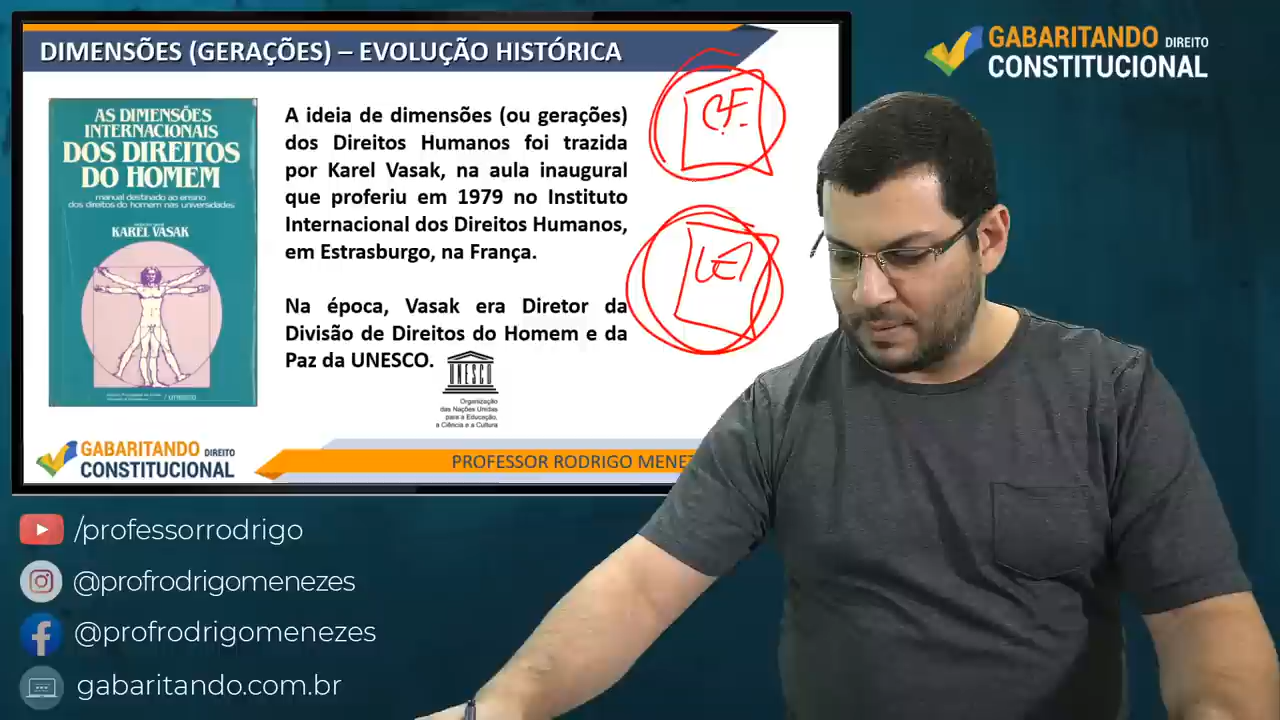 DIMENSÕES (GERAÇÕES) – EVOLUÇÃO HISTÓRICA
AS DIMENSÕES
INTERNACIONAIS
DOS DIREITOS
DO HOMEM
manual destinado ao ensino
dos direitos do homem nas universidades
KAREL VASAK
A ideia de dimensões (ou gerações)
dos Direitos Humanos foi trazida
por Karel Vasak, na aula inaugural
que proferiu em 1979 no Instituto
Internacional dos Direitos Humanos,
em Estrasburgo, na França.
Na época, Vasak era Diretor da
Divisão de Direitos do Homem e da
Paz da UNESCO.
UNESCO
Organização
das Nações Unidas
para a Educação,
a Ciência e a Cultura
CF.
LEI
GABARITANDO DIREITO
CONSTITUCIONAL
PROFESSOR RODRIGO MENEZ
GABARITANDO DIREITO
CONSTITUCIONAL
/professorrodrigo
@profrodrigomenezes
@profrodrigomenezes
gabaritando.com.br